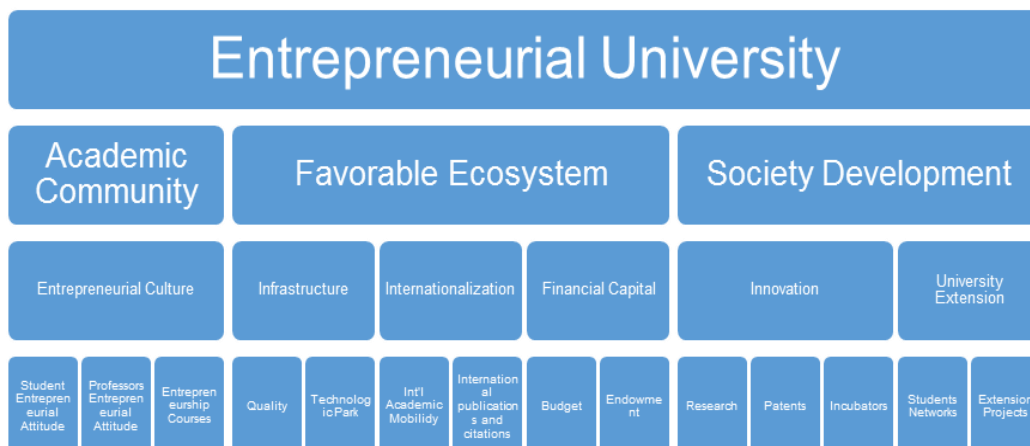 Entrepreneurial University
Academic
Community
Favorable Ecosystem
Society Development
Entrepreneurial Culture
Infrastructure
Internationalization
Financial Capital
Innovation
University
Extension
Student
Entrepren
eurial
Attitude
Professors
Entrepren
eurial
Attitude
Entrepren
eurship
Courses
Quality
Technolog
ic Park
Int'l
Academic
Mobilidy
Internation
al
publication
s and
citations
Budget
Endowme
nt
Research
Patents
Incubators
Students
Networks
Extension
Projects